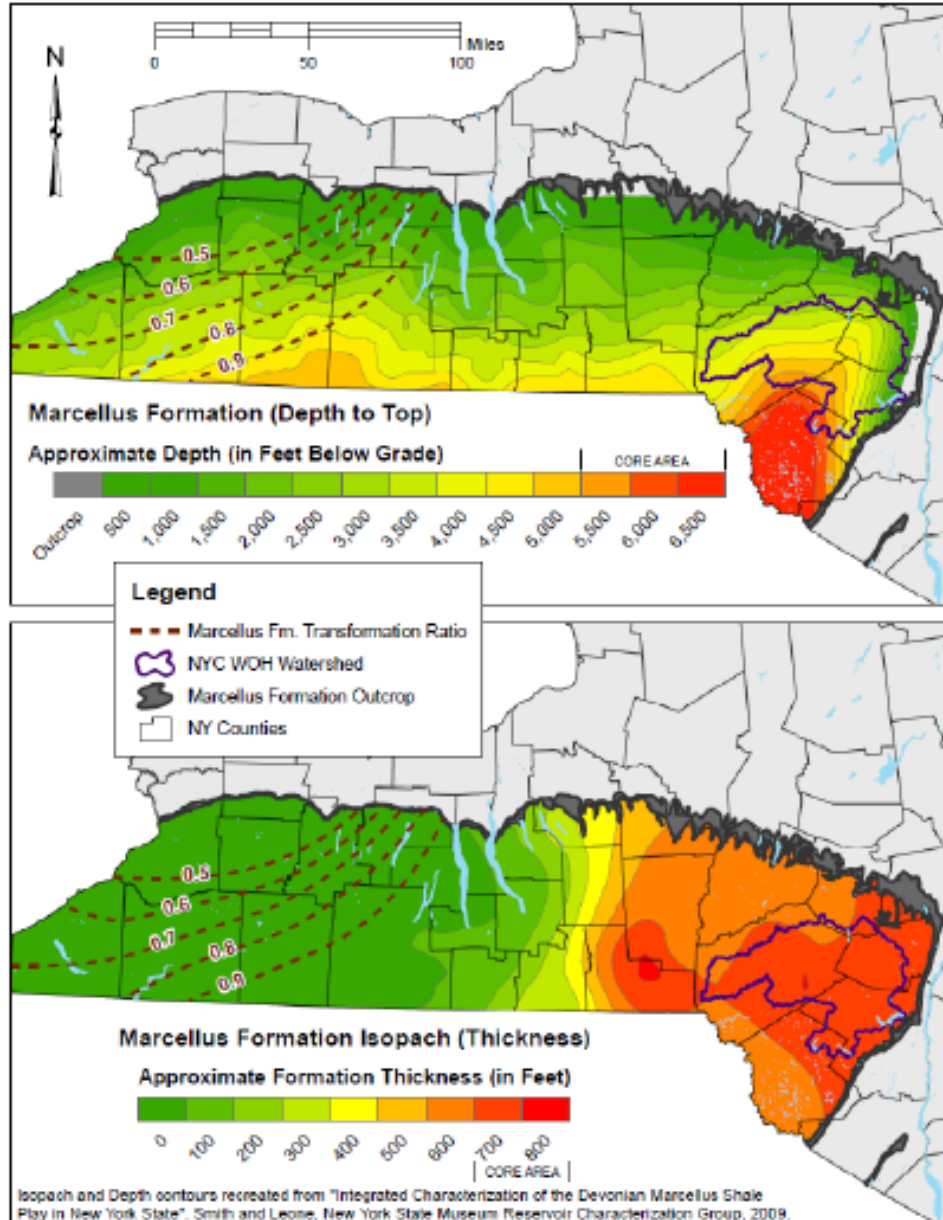 N
Miles
0 50 100
0.5
0.6
0.7
0.8
0.9
Marcellus Formation (Depth to Top)
Approximate Depth (in Feet Below Grade)
CORE AREA
Outcrop 500 1,000 1,500 2,000 2,500 3,000 3,500 4,000 4,500 5,000 5,500 6,000 6,500
Legend
Marcellus Fm. Transformation Ratio
NYC WOH Watershed
Marcellus Formation Outcrop
NY Counties
0.5
0.6
0.7
0.8
0.9
Marcellus Formation Isopach (Thickness)
Approximate Formation Thickness (in Feet)
0 100 200 300 400 500 600 700 800
CORE AREA
Isopach and Depth contours recreated from "Integrated Characterization of the Devonian Marcellus Shale
Play in New York State", Smith and Leone, New York State Museum Reservoir Characterization Group, 2009.